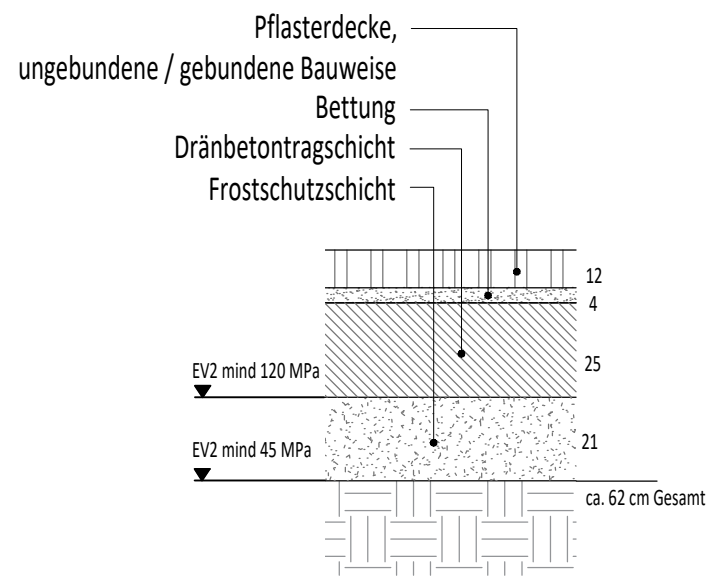 Pflasterdecke,
ungebundene / gebundene Bauweise
Bettung
Dränbetontragschicht
Frostschutzschicht
12
4
25
EV2 mind 120 MPa
21
EV2 mind 45 MPa
ca. 62 cm Gesamt